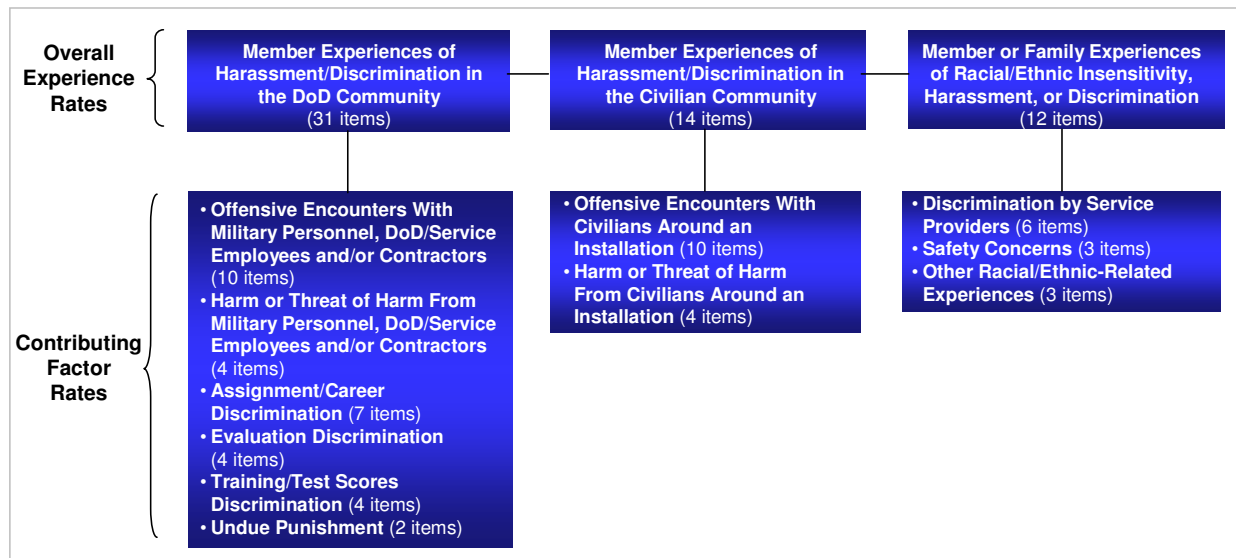 Overall
Experience
Rates
Member Experiences of
Harassment/Discrimination in
the DoD Community
(31 items)
Member Experiences of
Harassment/Discrimination in
the Civilian Community
(14 items)
Member or Family Experiences
of Racial/Ethnic Insensitivity,
Harassment, or Discrimination
(12 items)
Contributing
Factor
Rates
• Offensive Encounters With
Military Personnel, DoD/Service
Employees and/or Contractors
(10 items)
• Harm or Threat of Harm From
Military Personnel, DoD/Service
Employees and/or Contractors
(4 items)
• Assignment/Career
Discrimination (7 items)
• Evaluation Discrimination
(4 items)
• Training/Test Scores
Discrimination (4 items)
• Undue Punishment (2 items)
• Offensive Encounters With
Civilians Around an
Installation (10 items)
• Harm or Threat of Harm
From Civilians Around an
Installation (4 items)
• Discrimination by Service
Providers (6 items)
• Safety Concerns (3 items)
• Other Racial/Ethnic-Related
Experiences (3 items)